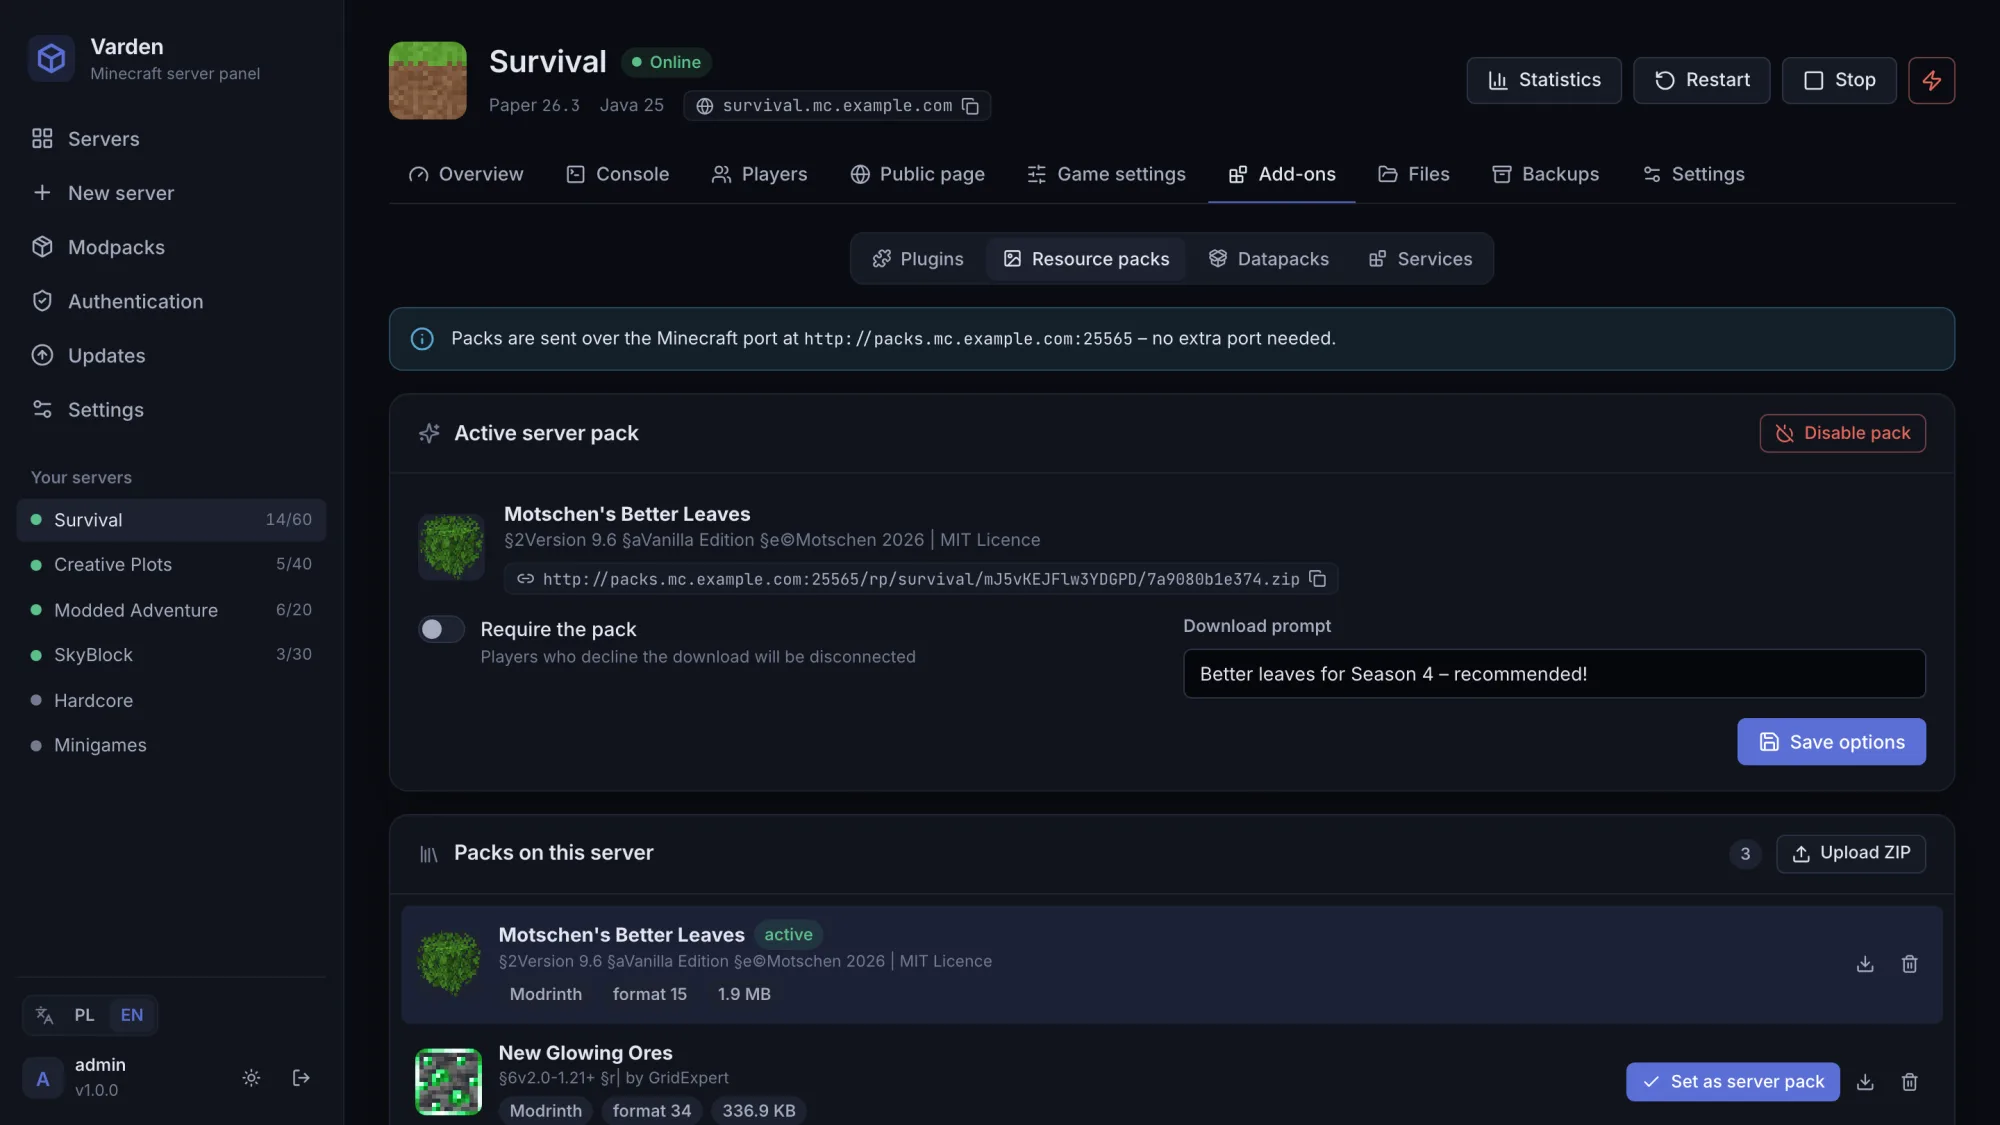 Varden
Minecraft server panel
Servers
New server
Modpacks
Authentication
Updates
Settings
Your servers
Survival 14/60
Creative Plots 5/40
Modded Adventure 6/20
SkyBlock 3/30
Hardcore
Minigames
PL EN
A
admin
v1.0.0
Survival Online
Paper 26.3 Java 25 survival.mc.example.com
Statistics Restart Stop
Overview Console Players Public page Game settings Add-ons Files Backups Settings
Plugins Resource packs Datapacks Services
Packs are sent over the Minecraft port at http://packs.mc.example.com:25565 – no extra port needed.
Active server pack
Disable pack
Motschen's Better Leaves
§2Version 9.6 §aVanilla Edition §e©Motschen 2026 | MIT Licence
http://packs.mc.example.com:25565/rp/survival/mJ5vKEJFlw3YDGPD/7a9080b1e374.zip
Require the pack
Players who decline the download will be disconnected
Download prompt
Better leaves for Season 4 – recommended!
Save options
Packs on this server
3
Upload ZIP
Motschen's Better Leaves active
§2Version 9.6 §aVanilla Edition §e©Motschen 2026 | MIT Licence
Modrinth format 15 1.9 MB
New Glowing Ores
§6v2.0-1.21+ §r| by GridExpert
Modrinth format 34 336.9 KB
Set as server pack